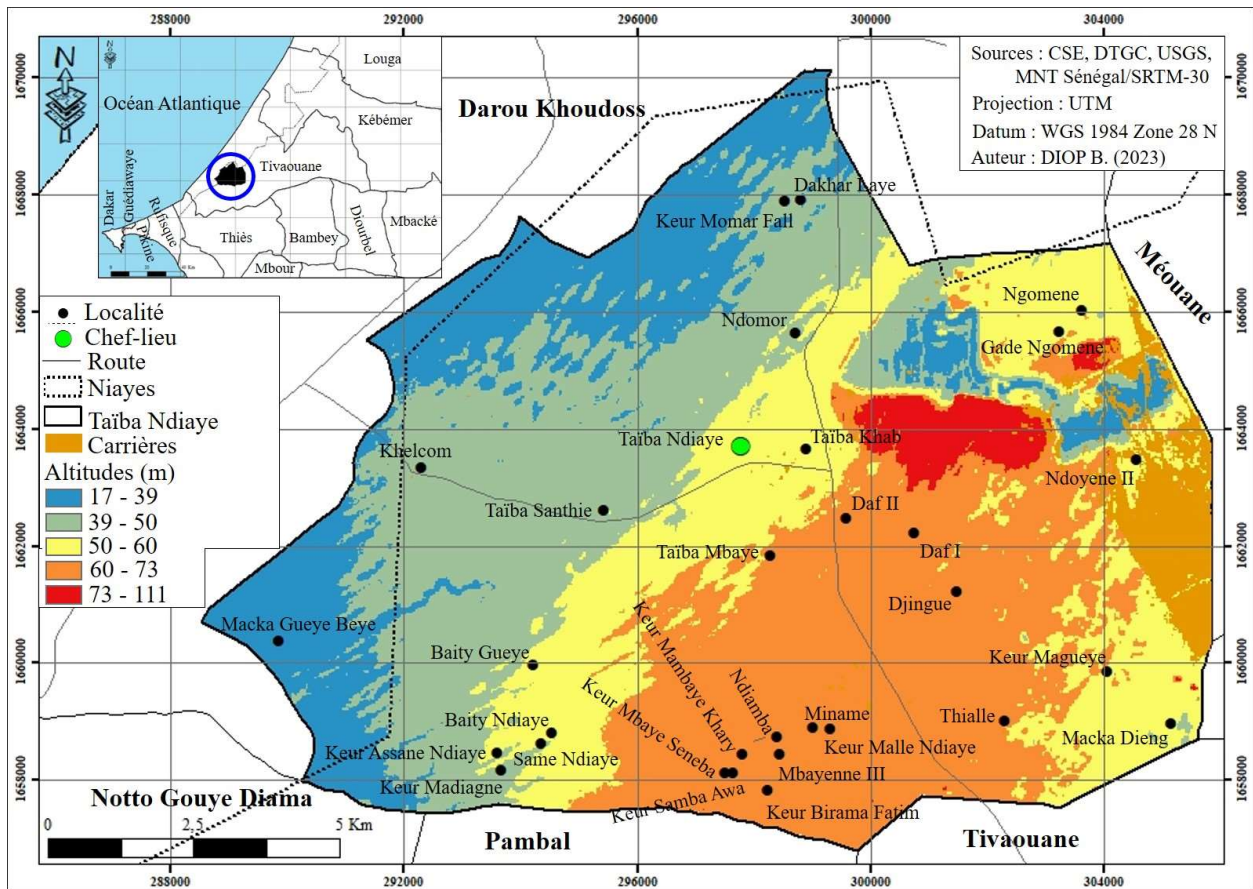 288000
292000
296000
300000
304000
1670000
1668000
1666000
1664000
1662000
1660000
1658000
N
Océan Atlantique
Louga
Kébémer
Tivaouane
Dakar
Guédiawaye
Pikine
Rufisque
Thiès
Bambey
Diourbel
Mbacké
Mbour
Darou Khoudoss
Sources : CSE, DTGC, USGS,
MNT Sénégal/SRTM-30
Projection : UTM
Datum : WGS 1984 Zone 28 N
Auteur : DIOP B. (2023)
Méouane
Localité
Chef-lieu
Route
Niayes
Taïba Ndiaye
Carrières
Altitudes (m)
17 - 39
39 - 50
50 - 60
60 - 73
73 - 111
Dakhar Laye
Keur Momar Fall
Ndomor
Ngomene
Gade Ngomene
Taïba Ndiaye
Taïba Khab
Khelcom
Ndoyene II
Taïba Santhie
Daf II
Daf I
Taïba Mbaye
Djingue
Macka Gueye Beye
Baity Gueye
Keur Mambaye Khary
Ndiamba
Keur Magueye
Keur Mbaye Seneba
Baity Ndiaye
Miname
Thialle
Keur Malle Ndiaye
Macka Dieng
Keur Assane Ndiaye
Same Ndiaye
Mbayenne III
Keur Madiagne
Keur Samba Awa
Keur Birama Fatim
Notto Gouye Diama
Pambal
Tivaouane
0
2,5
5 Km
288000
292000
296000
300000
304000
1670000
1668000
1666000
1664000
1662000
1660000
1658000